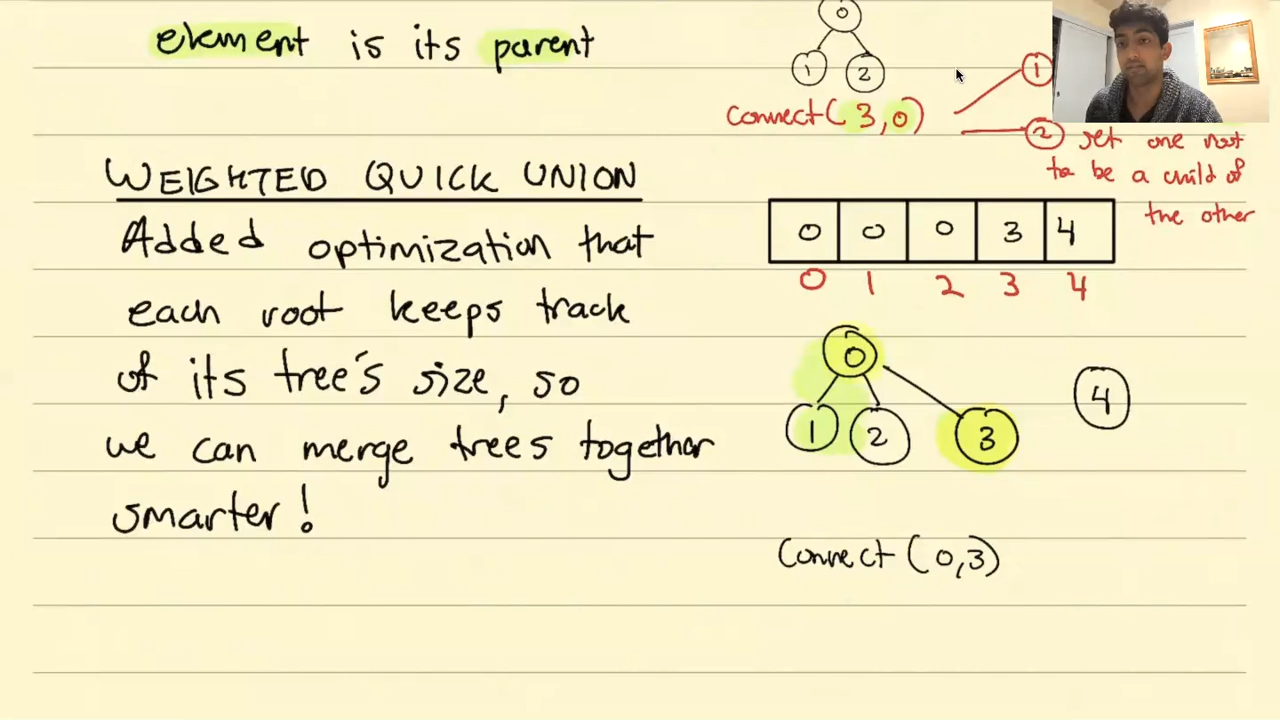 element is its parent
WEIGHTED QUICK UNION
Added optimization that
each root keeps track
of its tree's size, so
we can merge trees together
smarter!
0
1 2
connect(3,0)
1
2 set one root
to be a child of
the other
0 0 0 3 4
0 1 2 3 4
0
1 2 3 4
Connect(0,3)